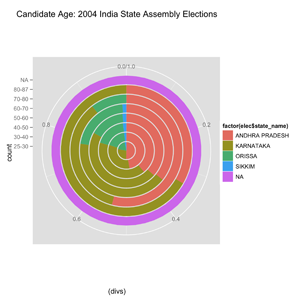 Candidate Age: 2004 India State Assembly Elections
0.0/1.0
NA
80-87
70-80
60-70
50-60
40-50
30-40
25-30
0.8
0.2
0.6
0.4
count
(divs)
factor(elec$state_name)
ANDHRA PRADESH
KARNATAKA
ORISSA
SIKKIM
NA